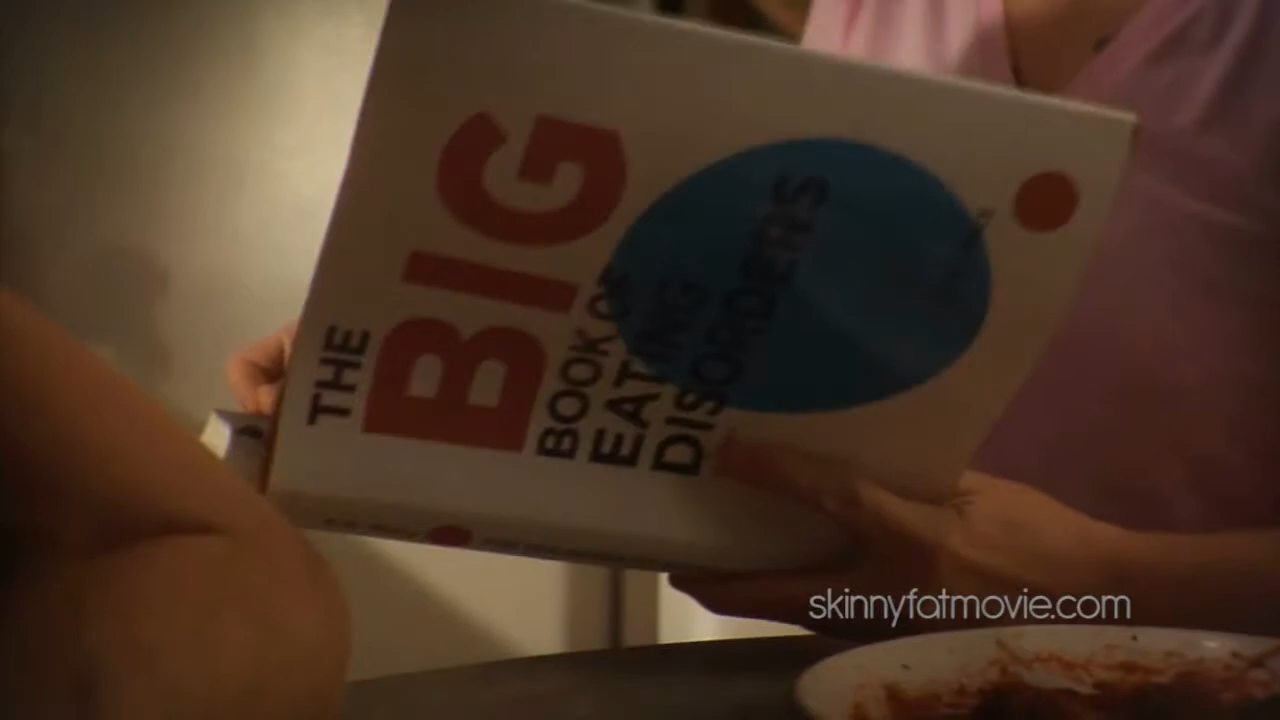 THE
BIG
BOOK OF
EATING
DISORDERS
skinnyfatmovie.com